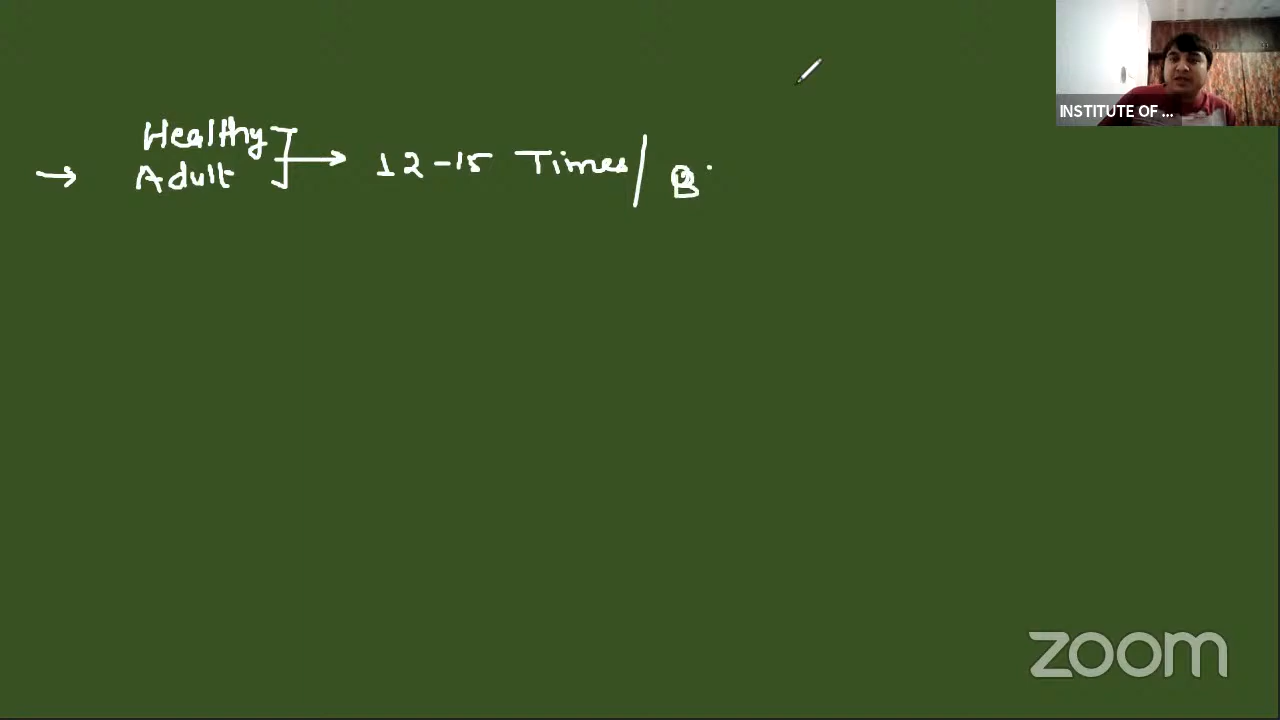 INSTITUTE OF ...
Healthy
→ Adult → 12-15 Times/
zoom